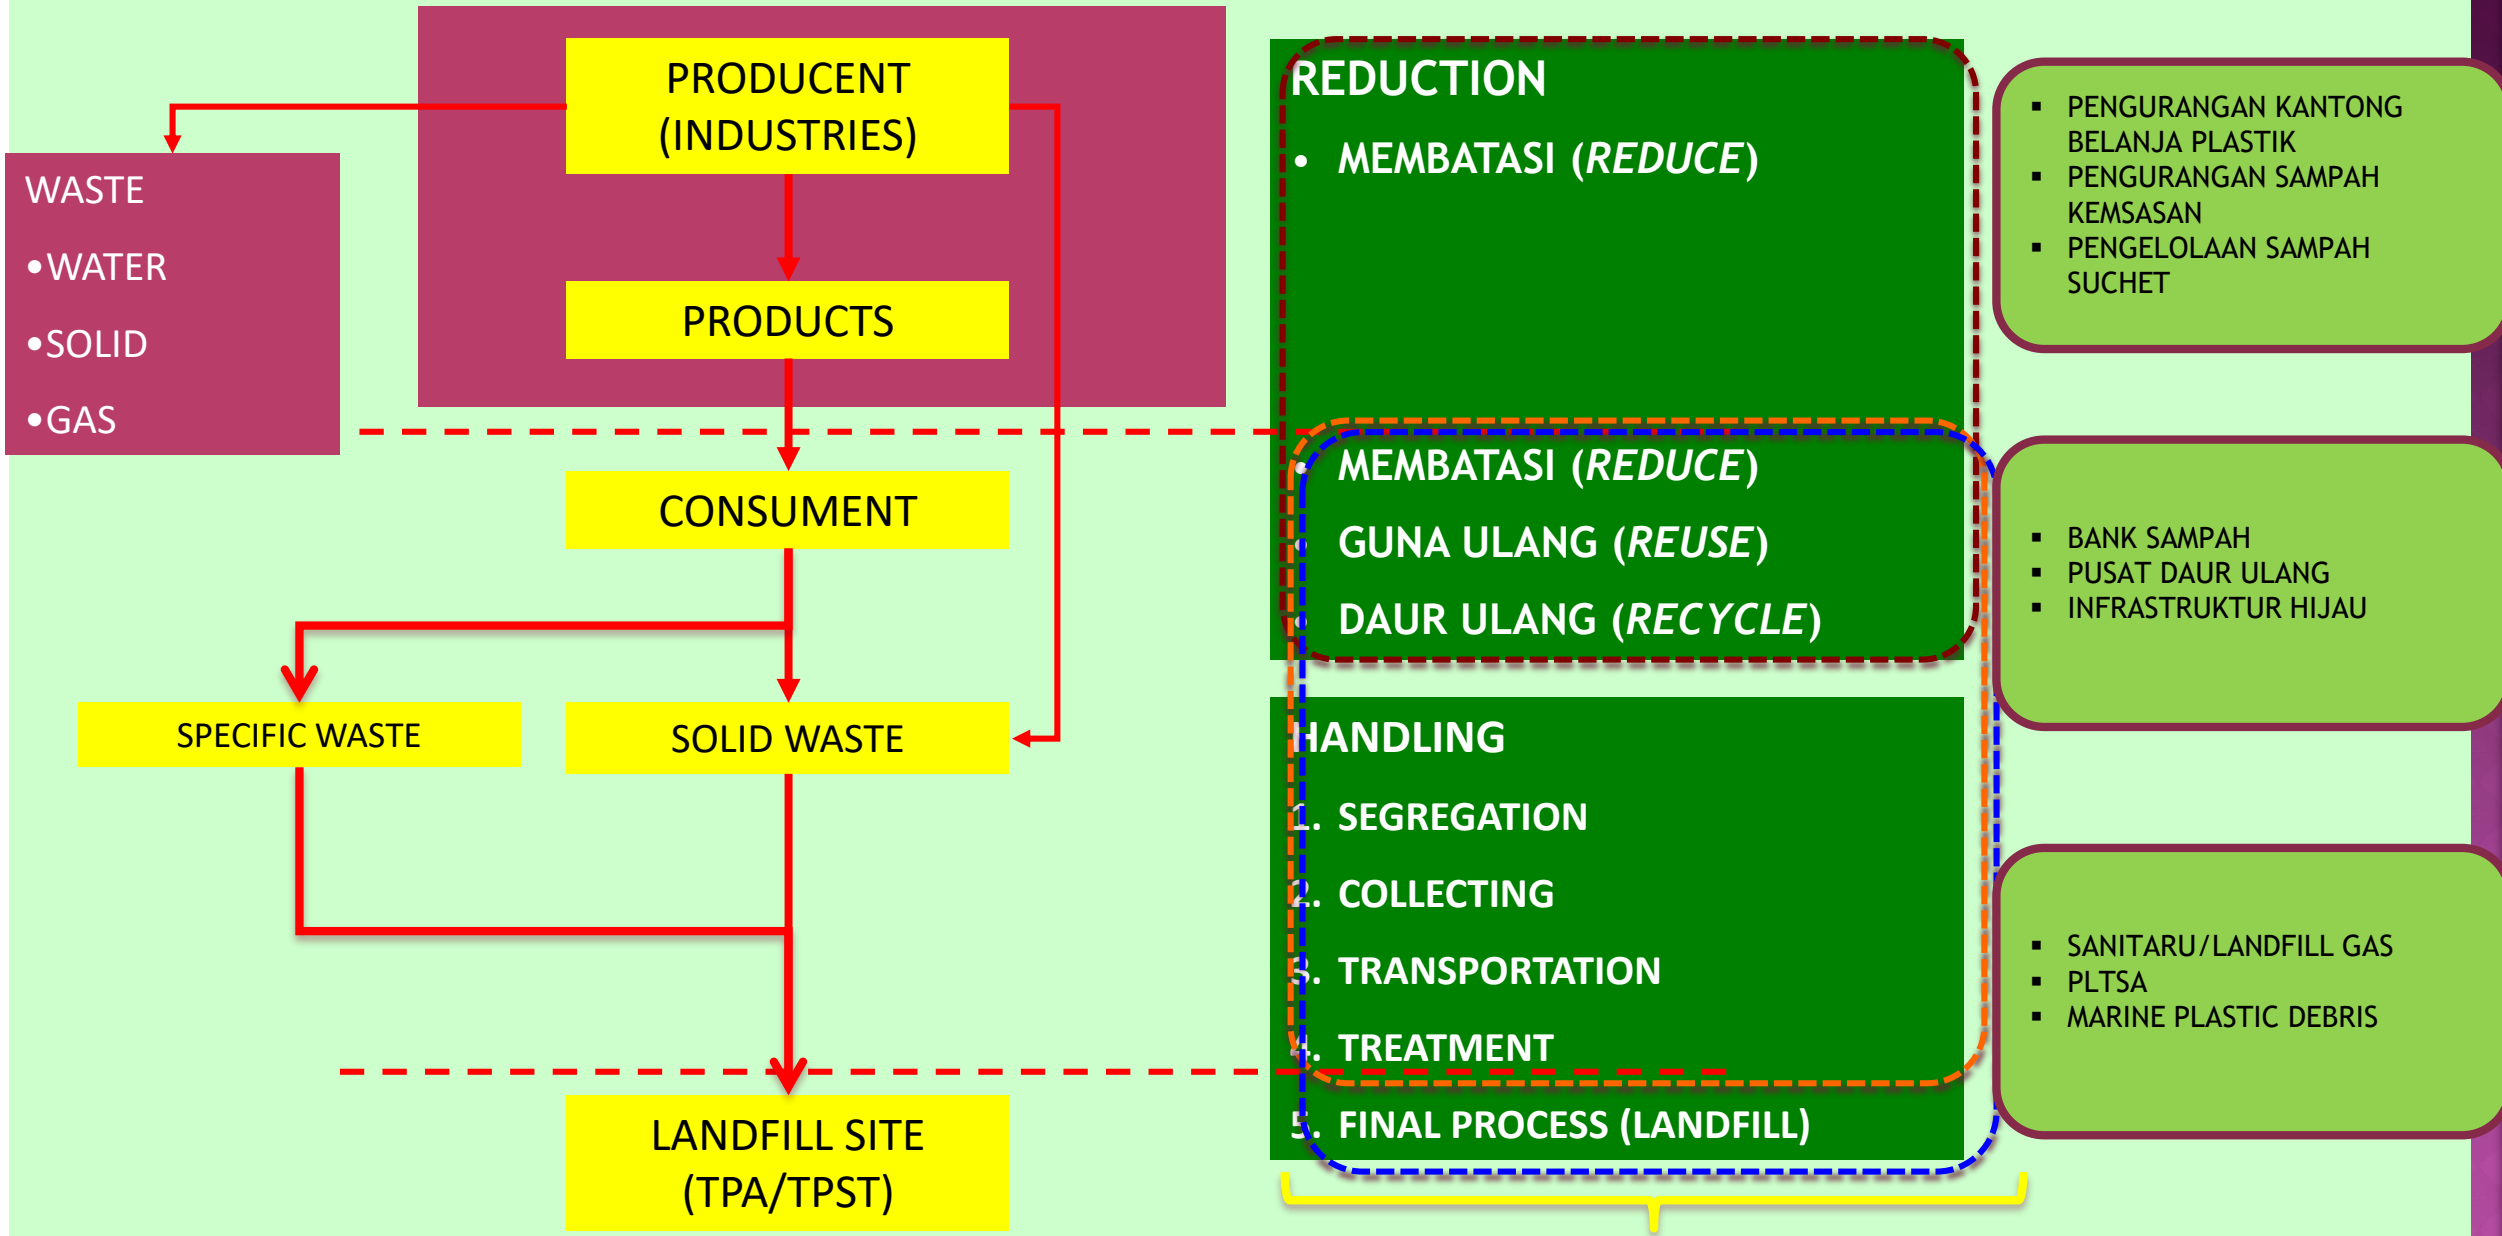 PRODUCENT
(INDUSTRIES)
WASTE
•WATER
•SOLID
•GAS
PRODUCTS
CONSUMENT
SPECIFIC WASTE
SOLID WASTE
LANDFILL SITE
(TPA/TPST)
REDUCTION
• MEMBATASI (REDUCE)
• MEMBATASI (REDUCE)
• GUNA ULANG (REUSE)
• DAUR ULANG (RECYCLE)
HANDLING
1. SEGREGATION
2. COLLECTING
3. TRANSPORTATION
4. TREATMENT
5. FINAL PROCESS (LANDFILL)
▪ PENGURANGAN KANTONG
BELANJA PLASTIK
▪ PENGURANGAN SAMPAH
KEMSASAN
▪ PENGELOLAAN SAMPAH
SUCHET
▪ BANK SAMPAH
▪ PUSAT DAUR ULANG
▪ INFRASTRUKTUR HIJAU
▪ SANITARU/LANDFILL GAS
▪ PLTSA
▪ MARINE PLASTIC DEBRIS